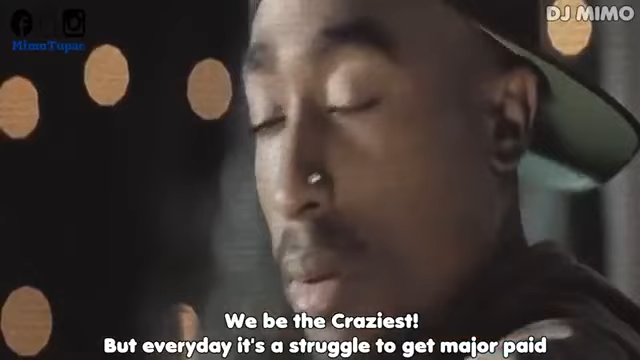 DJ MIMO
MimoTupac
We be the Craziest!
But everyday it's a struggle to get major paid